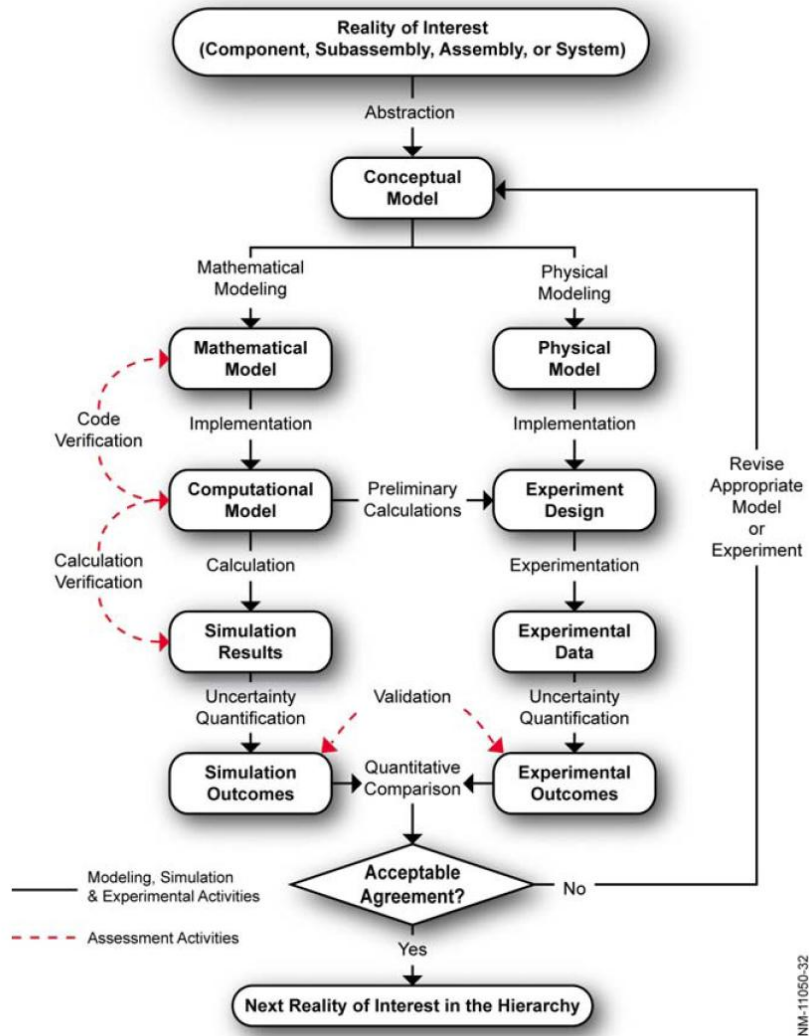 Reality of Interest
(Component, Subassembly, Assembly, or System)
Abstraction
Conceptual
Model
Mathematical
Modeling
Physical
Modeling
Mathematical
Model
Physical
Model
Code
Verification
Implementation
Implementation
Computational
Model
Preliminary
Calculations
Experiment
Design
Revise
Appropriate
Model
or
Experiment
Calculation
Verification
Calculation
Experimentation
Simulation
Results
Experimental
Data
Uncertainty
Quantification
Validation
Uncertainty
Quantification
Simulation
Outcomes
Quantitative
Comparison
Experimental
Outcomes
Acceptable
Agreement?
No
Modeling, Simulation
& Experimental Activities
Assessment Activities
Yes
Next Reality of Interest in the Hierarchy
NM-11050-32